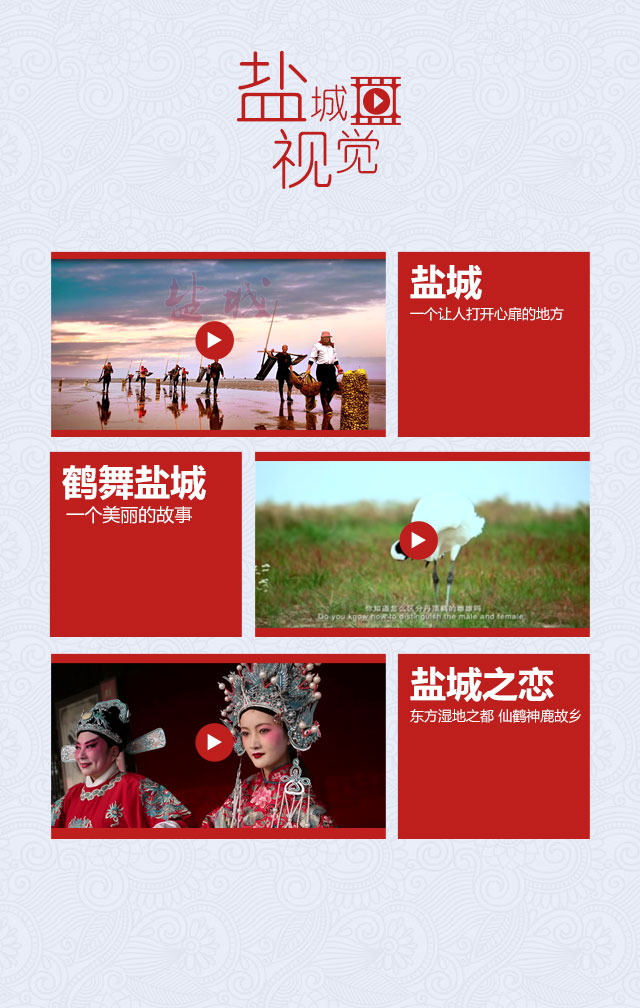 盐城
视觉
盐城
盐城
一个让人打开心扉的地方
鹤舞盐城
一个美丽的故事
你知道怎么区分丹顶鹤的雌雄吗
Do you know how to distinguish the male and female
盐城之恋
东方湿地之都 仙鹤神鹿故乡